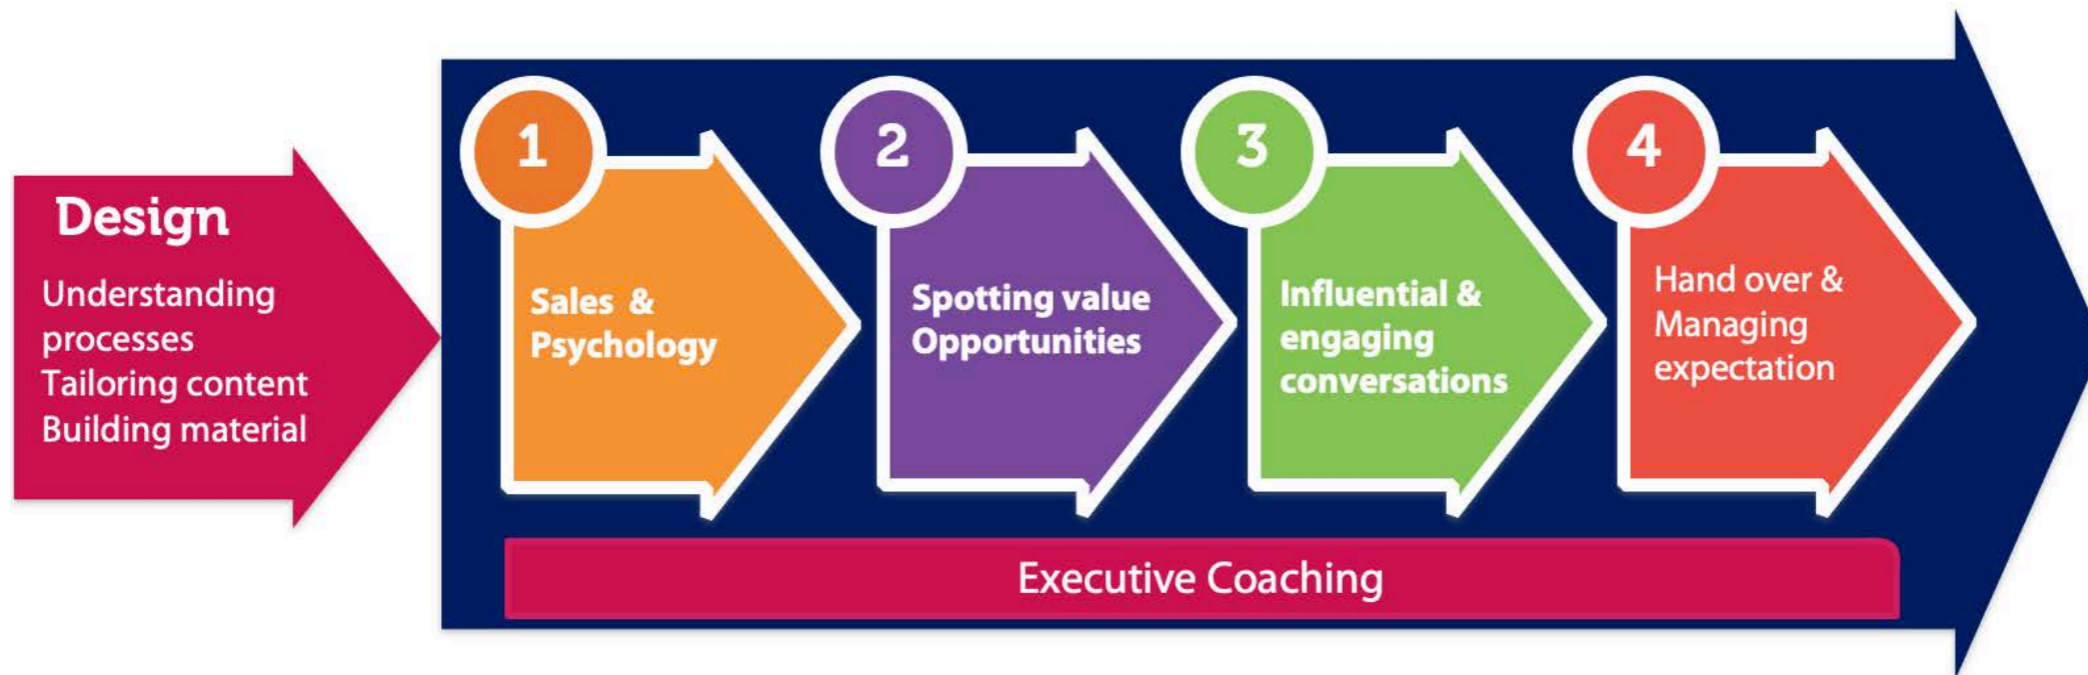 Design
Understanding
processes
Tailoring content
Building material
1
Sales &
Psychology
2
Spotting value
Opportunities
3
Influential &
engaging
conversations
4
Hand over &
Managing
expectation
Executive Coaching